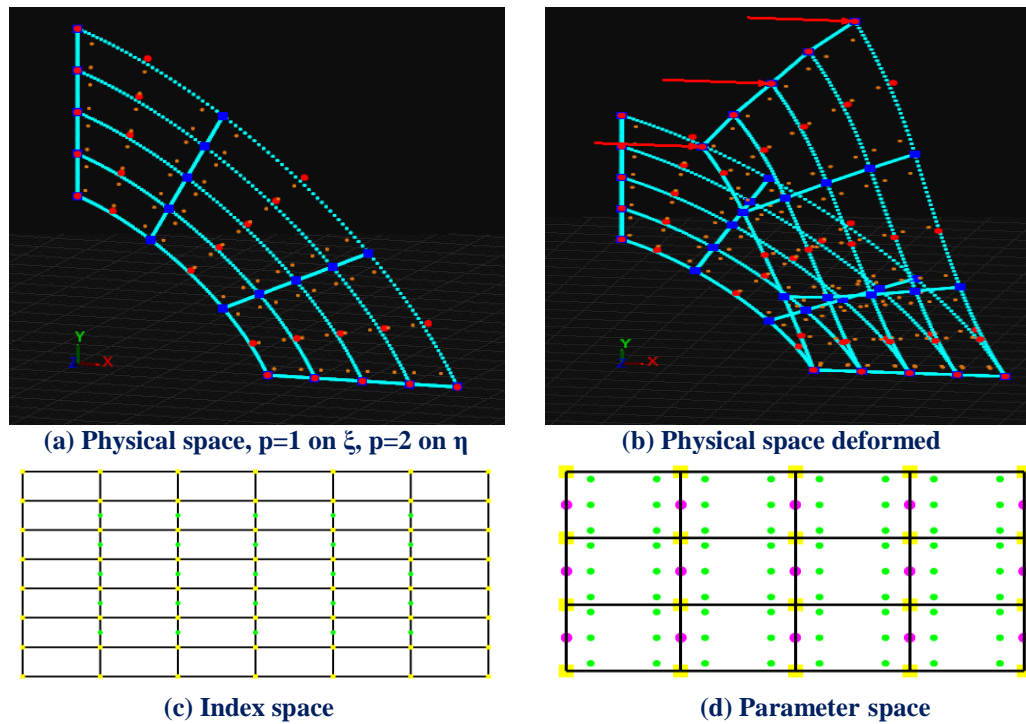 Y
X
Y
X
(a) Physical space, p=1 on ξ, p=2 on η
(b) Physical space deformed
(c) Index space
(d) Parameter space